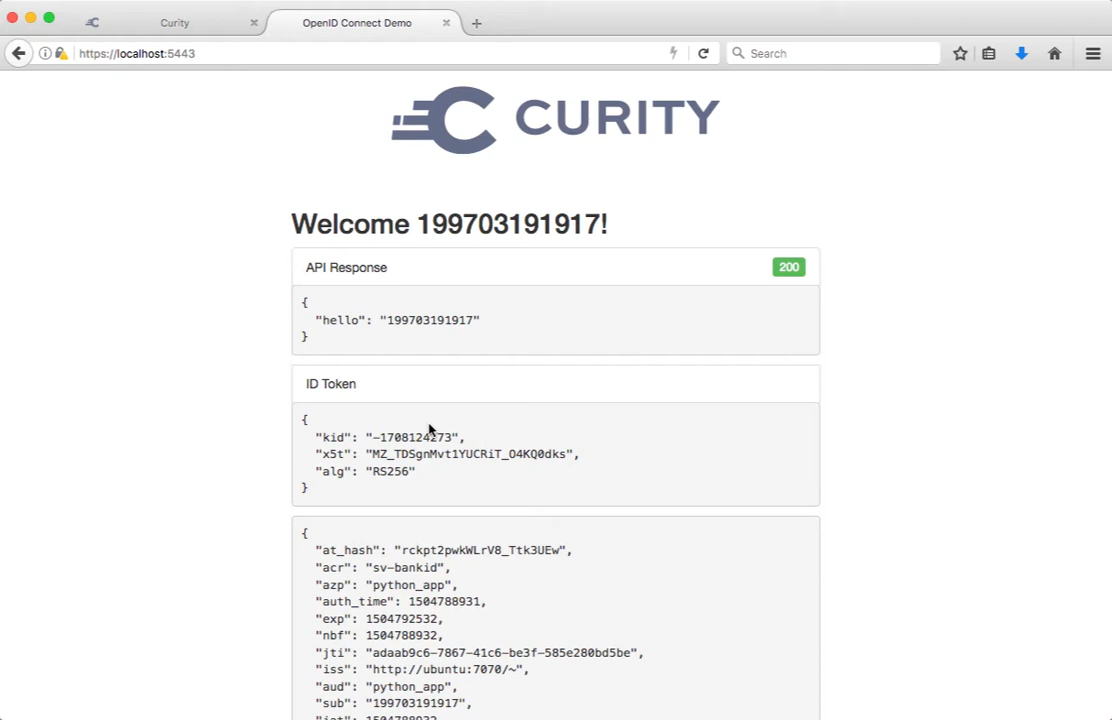 Curity
OpenID Connect Demo
https://localhost:5443
Search
CURITY
Welcome 199703191917!
API Response
200
{
"hello": "199703191917"
}
ID Token
{
"kid": "-1708124273",
"x5t": "MZ_TDSgnMvt1YUCRiT_O4KQ0dks",
"alg": "RS256"
}
{
"at_hash": "rckpt2pwkWLrV8_Ttk3UEw",
"acr": "sv-bankid",
"azp": "python_app",
"auth_time": 1504788931,
"exp": 1504792532,
"nbf": 1504788932,
"jti": "adaab9c6-7867-41c6-be3f-585e280bd5be",
"iss": "http://ubuntu:7070/~",
"aud": "python_app",
"sub": "199703191917",
"iat": 1504788932